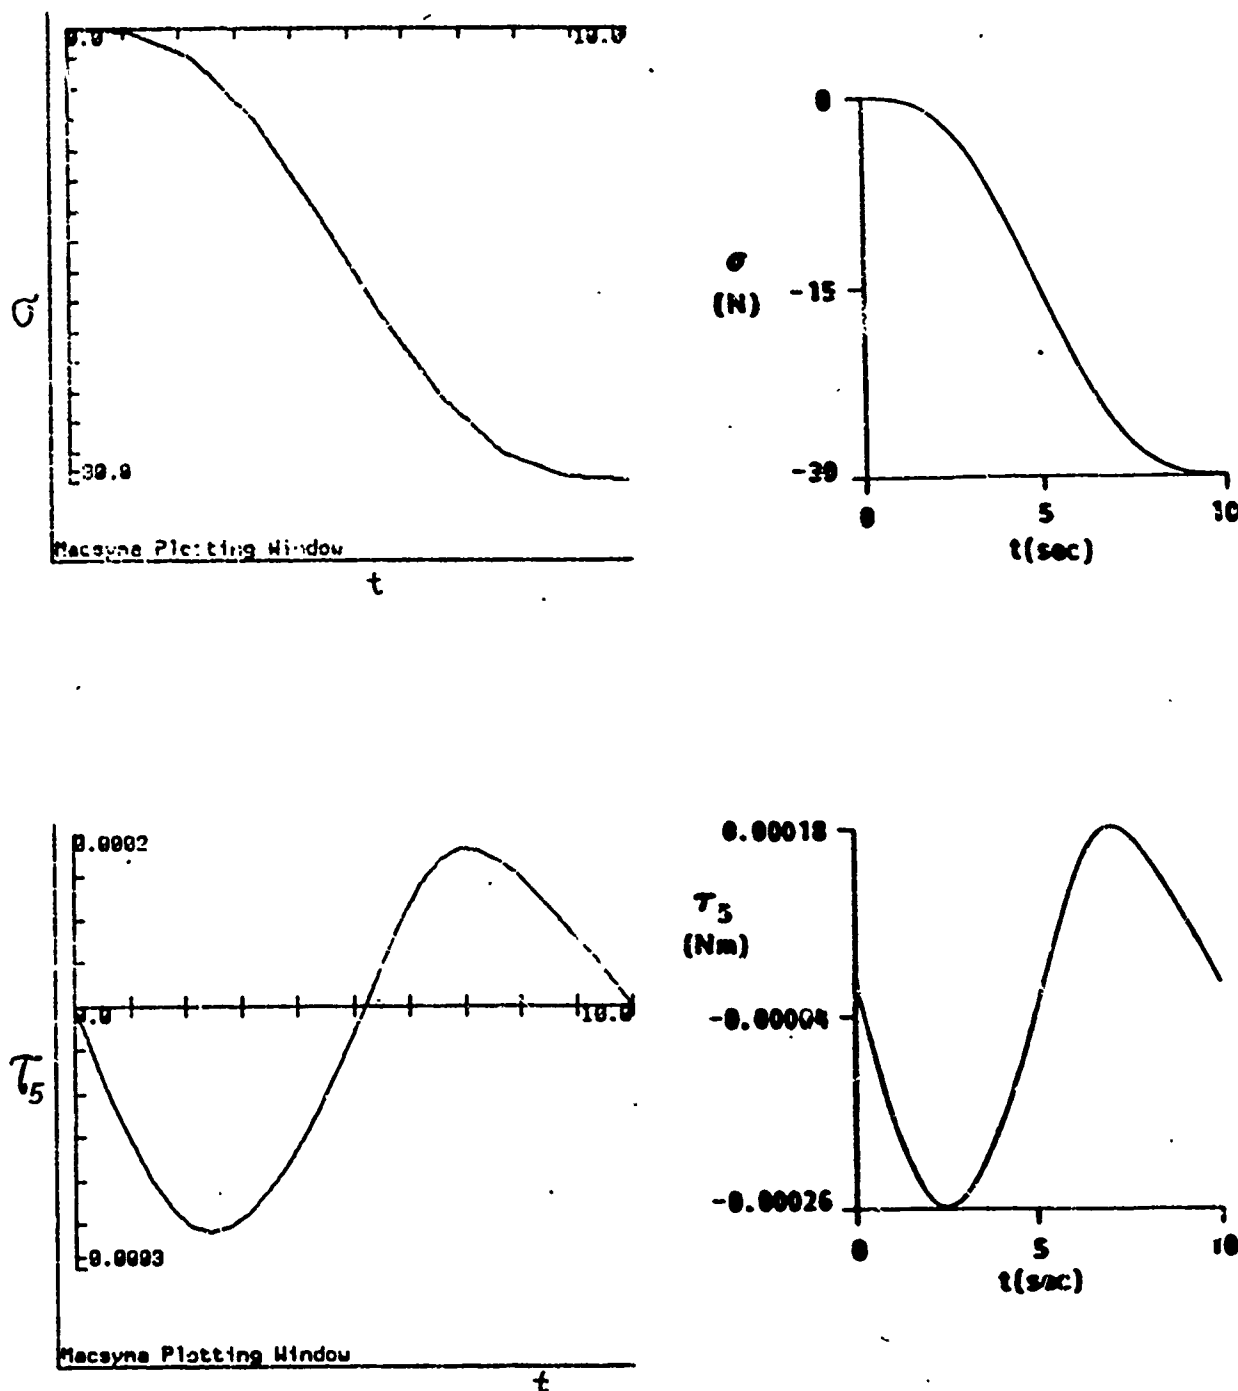 0.0 10.0
σ
-30.0
Macsyma Plotting Window
t
0
σ
(N)
-15
-30
0 5 10
t(sec)
0.0002
0.0 10.0
τ5
-0.0003
Macsyma Plotting Window
t
0.00018
τ5
(Nm)
-0.00004
-0.00026
0 5 10
t(sec)